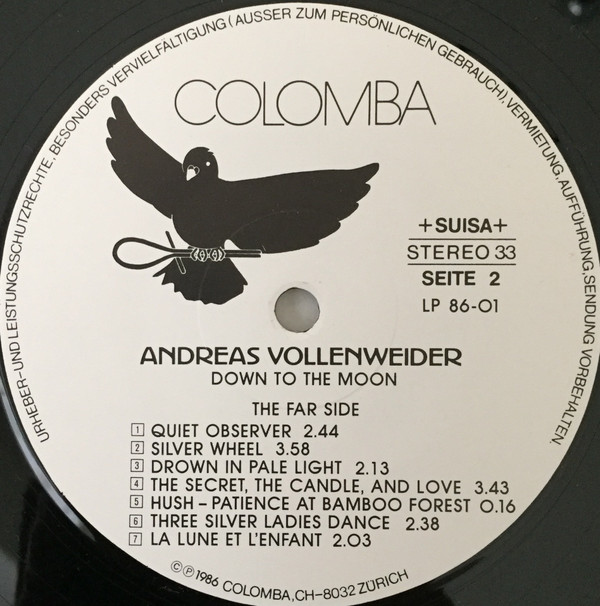 URHEBER-UND LEISTUNGSSCHUTZRECHTE, BESONDERS VERVIELFÄLTIGUNG (AUSSER ZUM PERSÖNLICHEN GEBRAUCH), VERMIETUNG, AUFFÜHRUNG, SENDUNG VORBEHALTEN.
COLOMBA
+SUISA+
STEREO 33
SEITE 2
LP 86-01
ANDREAS VOLLENWEIDER
DOWN TO THE MOON
THE FAR SIDE
1 QUIET OBSERVER 2.44
2 SILVER WHEEL 3.58
3 DROWN IN PALE LIGHT 2.13
4 THE SECRET, THE CANDLE, AND LOVE 3.43
5 HUSH – PATIENCE AT BAMBOO FOREST 0.16
6 THREE SILVER LADIES DANCE 2.38
7 LA LUNE ET L'ENFANT 2.03
©℗1986 COLOMBA, CH-8032 ZÜRICH